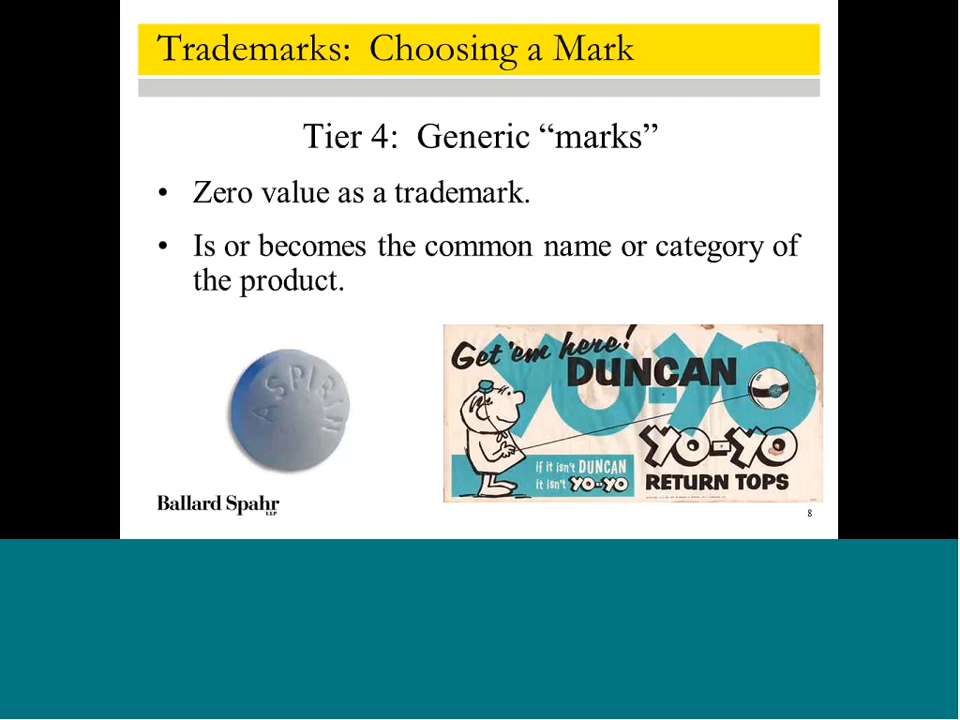 Trademarks: Choosing a Mark
Tier 4: Generic “marks”
• Zero value as a trademark.
• Is or becomes the common name or category of
the product.
ASPIRIN
Get 'em here!
YO-YO
DUNCAN
YO-YO
if it isn't DUNCAN
it isn't YO-YO
RETURN TOPS
Ballard Spahr
LLP
8